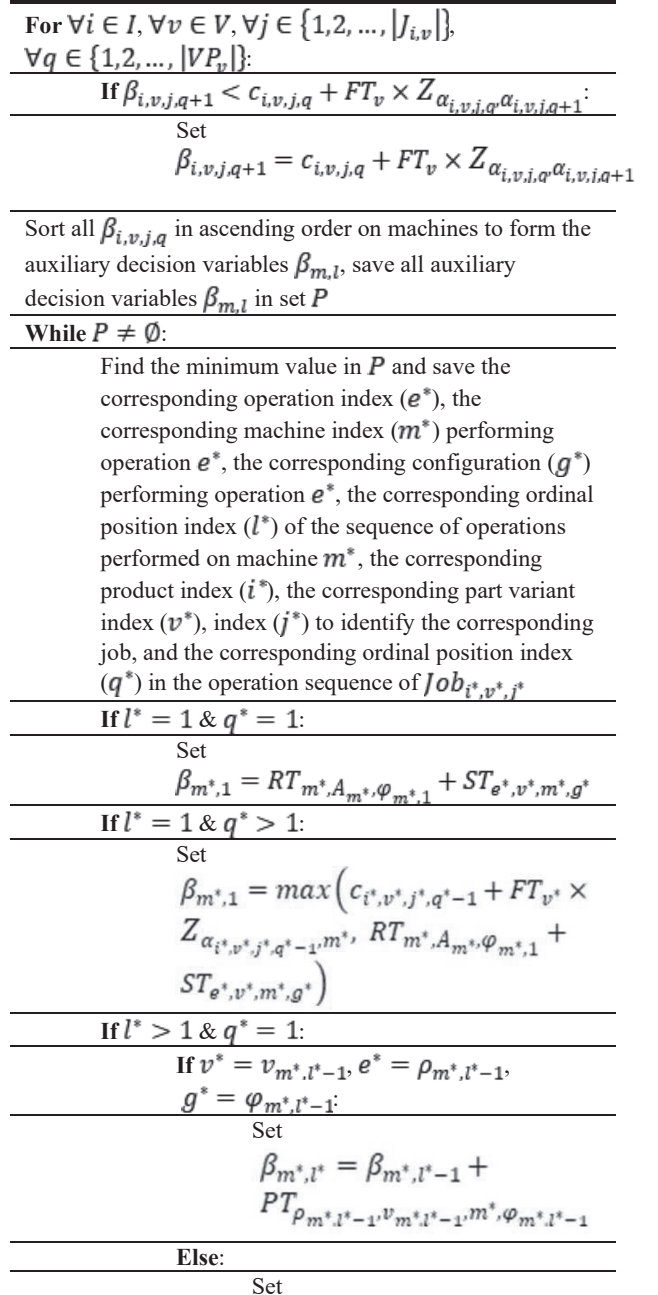 For ∀i ∈ I, ∀v ∈ V, ∀j ∈ {1,2, ..., |J_{i,v}|},
∀q ∈ {1,2, ..., |VP_v|}:
If β_{i,v,j,q+1} < c_{i,v,j,q} + FT_v × Z_{α_{i,v,j,q},α_{i,v,j,q+1}}:
Set
β_{i,v,j,q+1} = c_{i,v,j,q} + FT_v × Z_{α_{i,v,j,q},α_{i,v,j,q+1}}
Sort all β_{i,v,j,q} in ascending order on machines to form the
auxiliary decision variables β_{m,l}, save all auxiliary
decision variables β_{m,l} in set P
While P ≠ ∅:
Find the minimum value in P and save the
corresponding operation index (e*), the
corresponding machine index (m*) performing
operation e*, the corresponding configuration (g*)
performing operation e*, the corresponding ordinal
position index (l*) of the sequence of operations
performed on machine m*, the corresponding
product index (i*), the corresponding part variant
index (v*), index (j*) to identify the corresponding
job, and the corresponding ordinal position index
(q*) in the operation sequence of Job_{i*,v*,j*}
If l* = 1 & q* = 1:
Set
β_{m*,1} = RT_{m*,A_{m*},φ_{m*,1}} + ST_{e*,v*,m*,g*}
If l* = 1 & q* > 1:
Set
β_{m*,1} = max(c_{i*,v*,j*,q*−1} + FT_{v*} ×
Z_{α_{i*,v*,j*,q*−1},m*}, RT_{m*,A_{m*},φ_{m*,1}} +
ST_{e*,v*,m*,g*})
If l* > 1 & q* = 1:
If v* = v_{m*,l*−1}, e* = ρ_{m*,l*−1},
g* = φ_{m*,l*−1}:
Set
β_{m*,l*} = β_{m*,l*−1} +
PT_{ρ_{m*,l*−1},v_{m*,l*−1},m*,φ_{m*,l*−1}}
Else:
Set